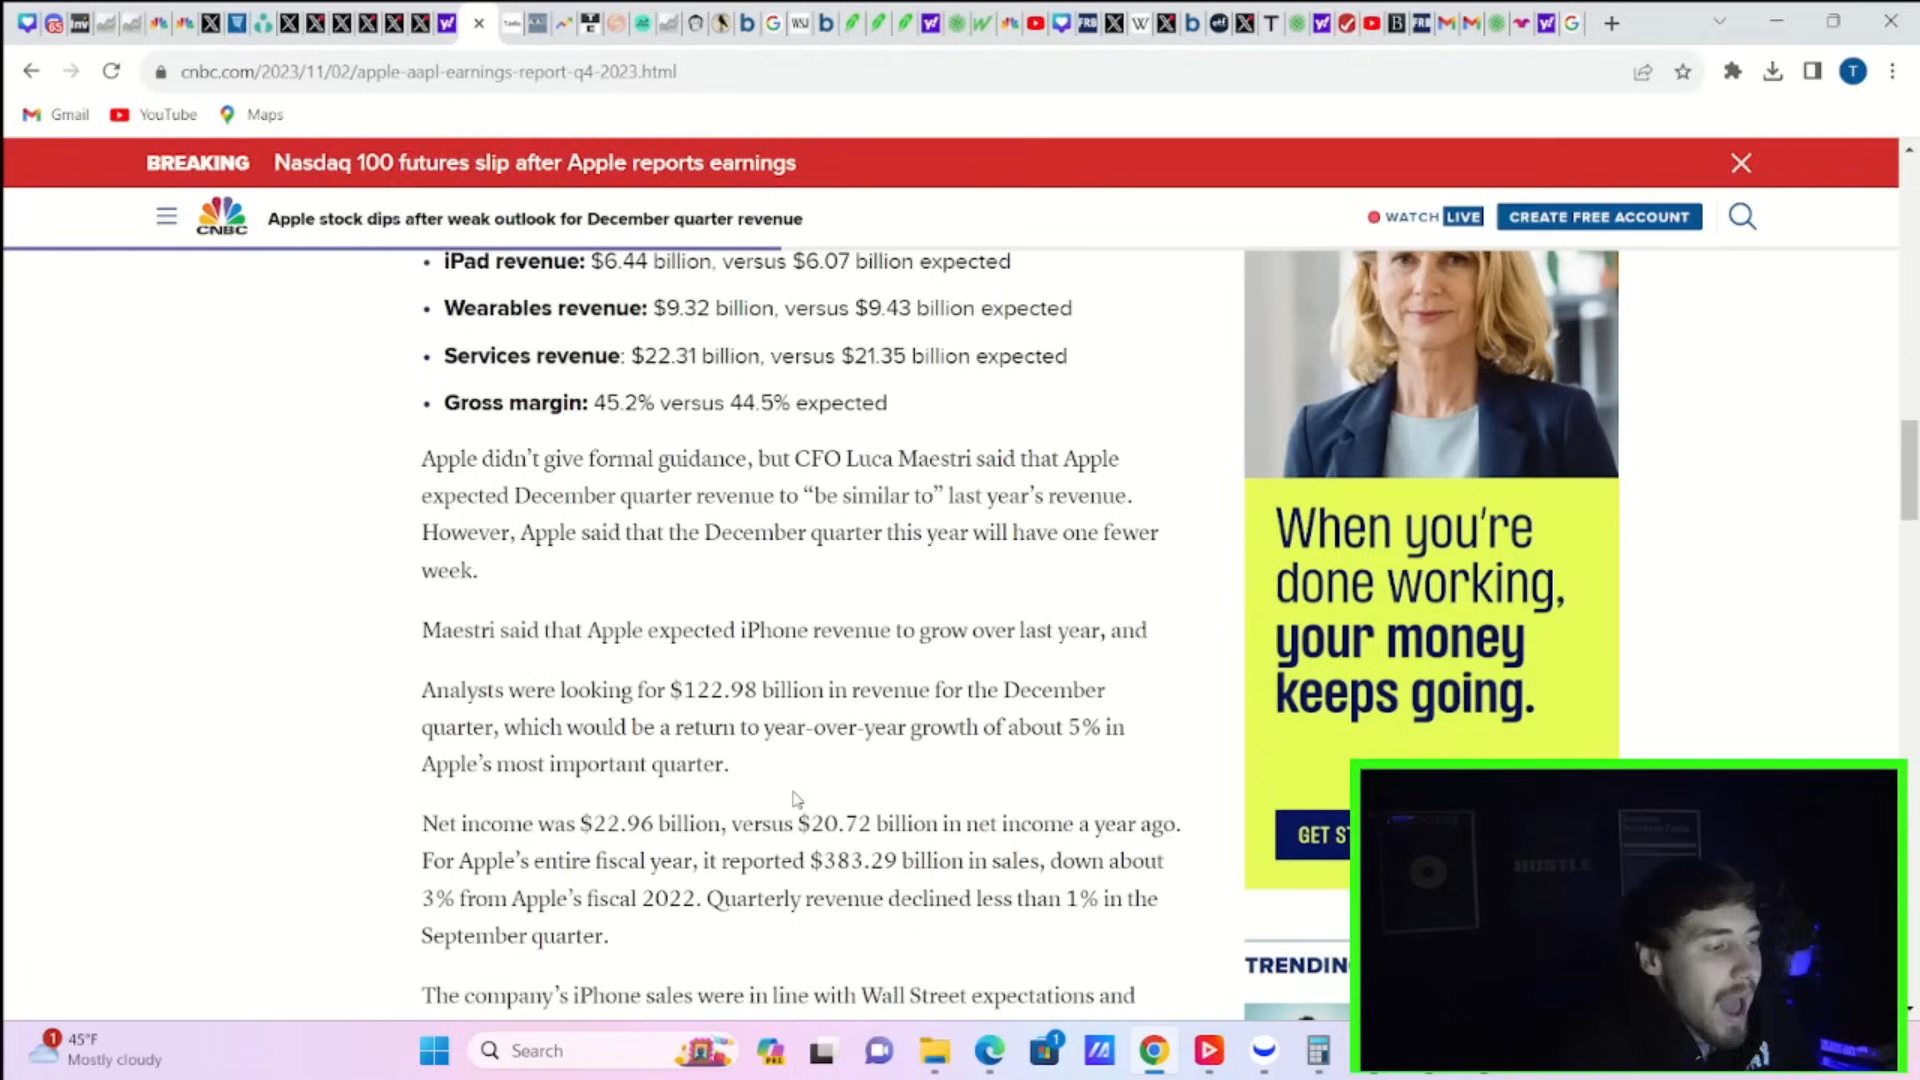 cnbc.com/2023/11/02/apple-aapl-earnings-report-q4-2023.html
T
Gmail
YouTube
Maps
BREAKING
Nasdaq 100 futures slip after Apple reports earnings
CNBC
Apple stock dips after weak outlook for December quarter revenue
WATCH LIVE
CREATE FREE ACCOUNT
• iPad revenue: $6.44 billion, versus $6.07 billion expected
• Wearables revenue: $9.32 billion, versus $9.43 billion expected
• Services revenue: $22.31 billion, versus $21.35 billion expected
• Gross margin: 45.2% versus 44.5% expected
Apple didn’t give formal guidance, but CFO Luca Maestri said that Apple
expected December quarter revenue to “be similar to” last year’s revenue.
However, Apple said that the December quarter this year will have one fewer
week.
Maestri said that Apple expected iPhone revenue to grow over last year, and
Analysts were looking for $122.98 billion in revenue for the December
quarter, which would be a return to year-over-year growth of about 5% in
Apple’s most important quarter.
Net income was $22.96 billion, versus $20.72 billion in net income a year ago.
For Apple’s entire fiscal year, it reported $383.29 billion in sales, down about
3% from Apple’s fiscal 2022. Quarterly revenue declined less than 1% in the
September quarter.
The company’s iPhone sales were in line with Wall Street expectations and
When you’re
done working,
your money
keeps going.
GET ST
TRENDIN
HUSTLE
1
45°F
Mostly cloudy
Search
PRE
1